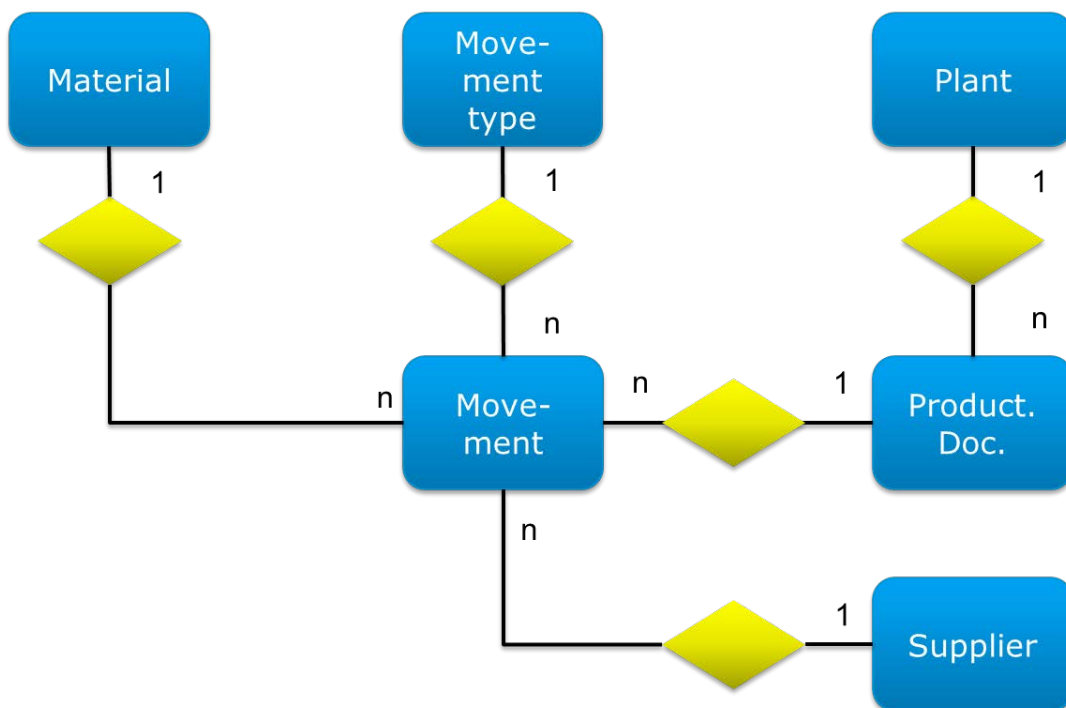 Material
Move-
ment
type
Plant
1
1
1
n
n
n
Move-
ment
n
1
Product.
Doc.
n
1
Supplier